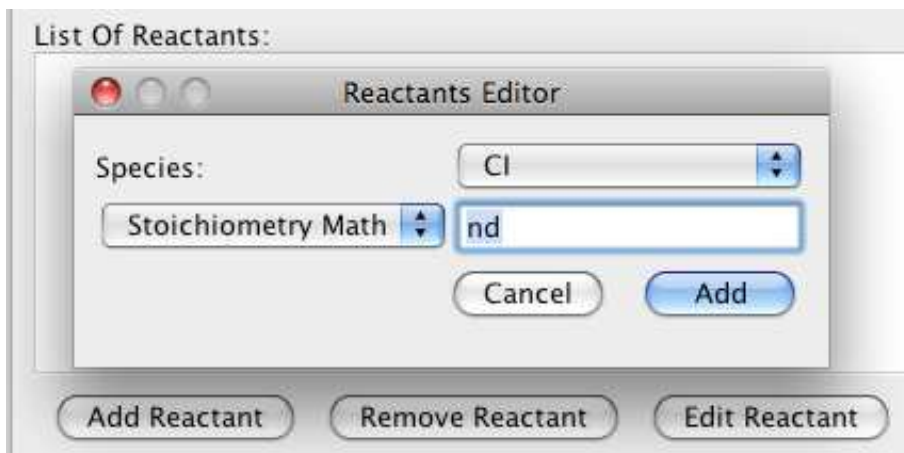 List Of Reactants:
Reactants Editor
Species: CI
Stoichiometry Math nd
Cancel Add
Add Reactant Remove Reactant Edit Reactant